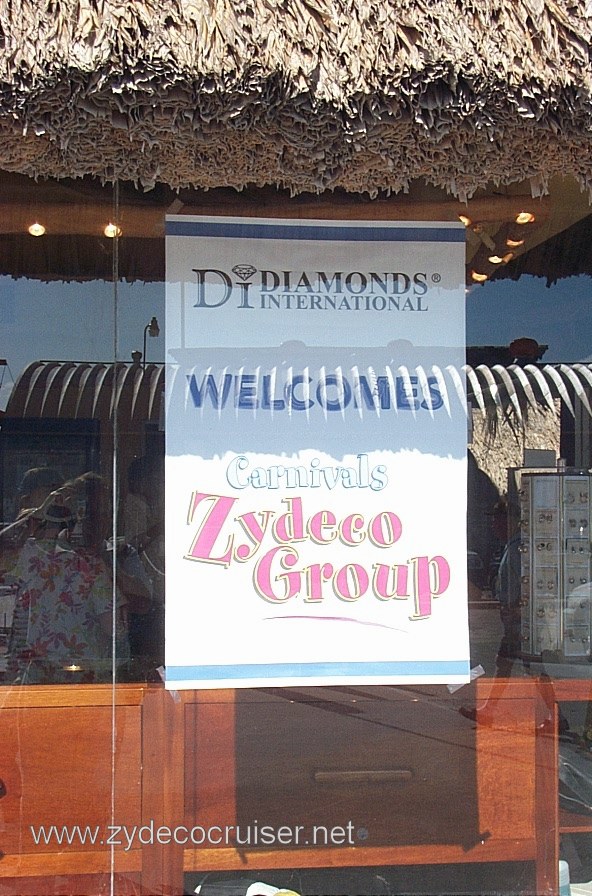 DI DIAMONDS®
INTERNATIONAL
WELCOMES
Carnivals
Zydeco
Group
www.zydecocruiser.net